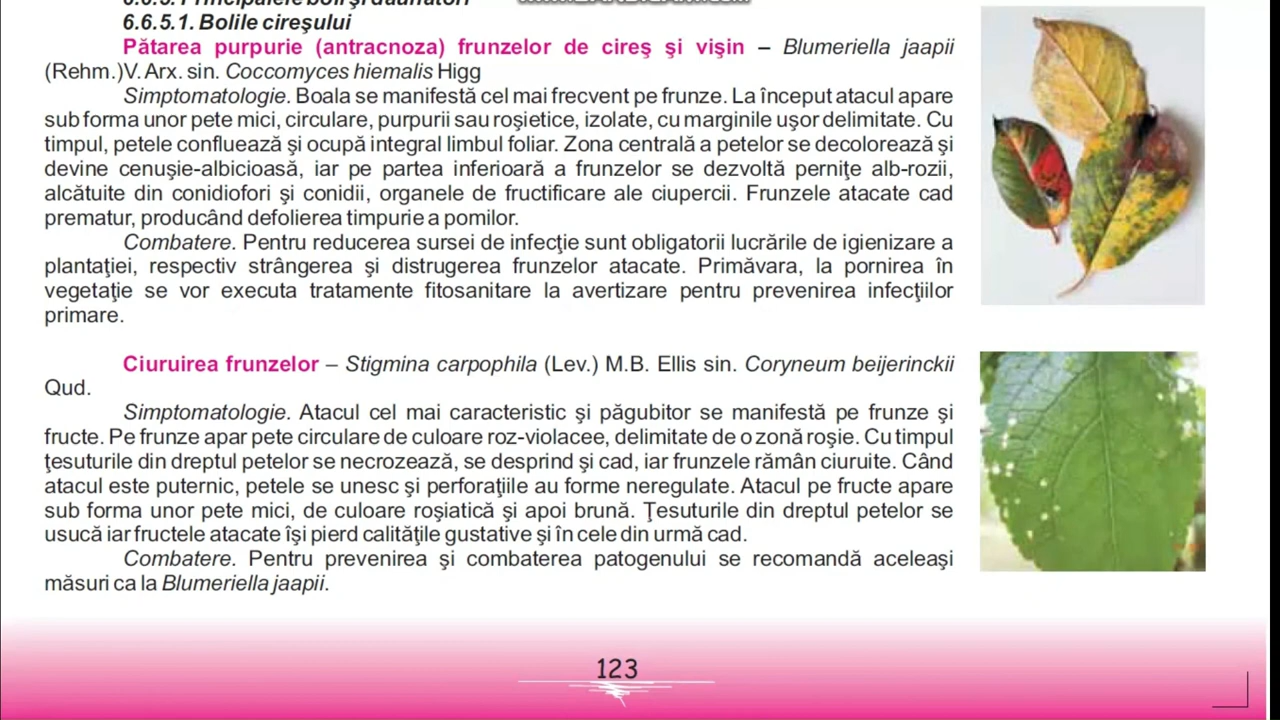 6.6.5. Principalele boli şi dăunători
6.6.5.1. Bolile cireşului
Pătarea purpurie (antracnoza) frunzelor de cireş şi vişin – Blumeriella jaapii
(Rehm.)V. Arx. sin. Coccomyces hiemalis Higg
Simptomatologie. Boala se manifestă cel mai frecvent pe frunze. La început atacul apare
sub forma unor pete mici, circulare, purpurii sau roşietice, izolate, cu marginile uşor delimitate. Cu
timpul, petele confluează şi ocupă integral limbul foliar. Zona centrală a petelor se decolorează şi
devine cenuşie-albicioasă, iar pe partea inferioară a frunzelor se dezvoltă perniţe alb-rozii,
alcătuite din conidiofori şi conidii, organele de fructificare ale ciupercii. Frunzele atacate cad
prematur, producând defolierea timpurie a pomilor.
Combatere. Pentru reducerea sursei de infecţie sunt obligatorii lucrările de igienizare a
plantaţiei, respectiv strângerea şi distrugerea frunzelor atacate. Primăvara, la pornirea în
vegetaţie se vor executa tratamente fitosanitare la avertizare pentru prevenirea infecţiilor
primare.
Ciuruirea frunzelor – Stigmina carpophila (Lev.) M.B. Ellis sin. Coryneum beijerinckii
Qud.
Simptomatologie. Atacul cel mai caracteristic şi păgubitor se manifestă pe frunze şi
fructe. Pe frunze apar pete circulare de culoare roz-violacee, delimitate de o zonă roşie. Cu timpul
ţesuturile din dreptul petelor se necrozează, se desprind şi cad, iar frunzele rămân ciuruite. Când
atacul este puternic, petele se unesc şi perforaţiile au forme neregulate. Atacul pe fructe apare
sub forma unor pete mici, de culoare roşiatică şi apoi brună. Ţesuturile din dreptul petelor se
usucă iar fructele atacate îşi pierd calităţile gustative şi în cele din urmă cad.
Combatere. Pentru prevenirea şi combaterea patogenului se recomandă aceleaşi
măsuri ca la Blumeriella jaapii.
123